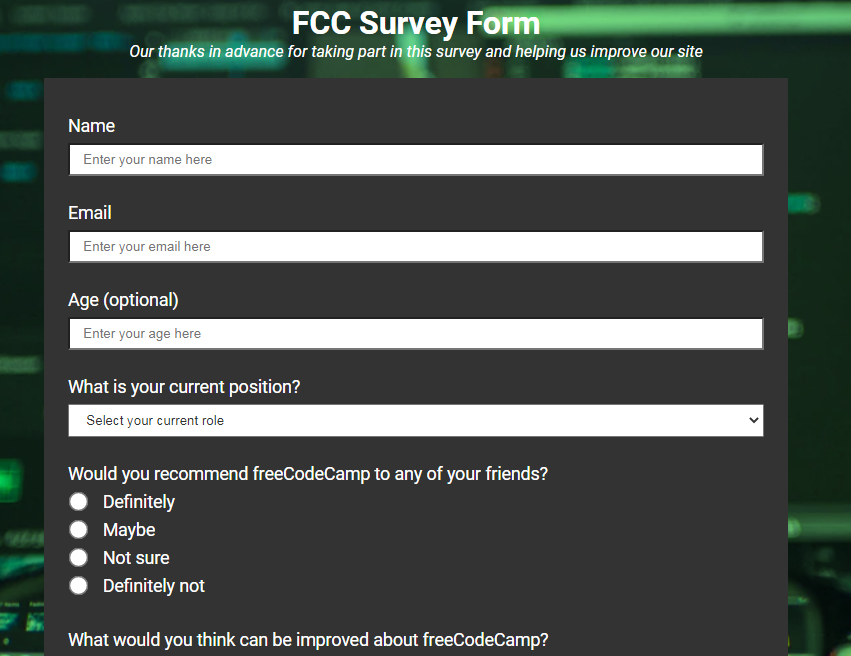 FCC Survey Form
Our thanks in advance for taking part in this survey and helping us improve our site
Name
Enter your name here
Email
Enter your email here
Age (optional)
Enter your age here
What is your current position?
Select your current role
Would you recommend freeCodeCamp to any of your friends?
Definitely
Maybe
Not sure
Definitely not
What would you think can be improved about freeCodeCamp?